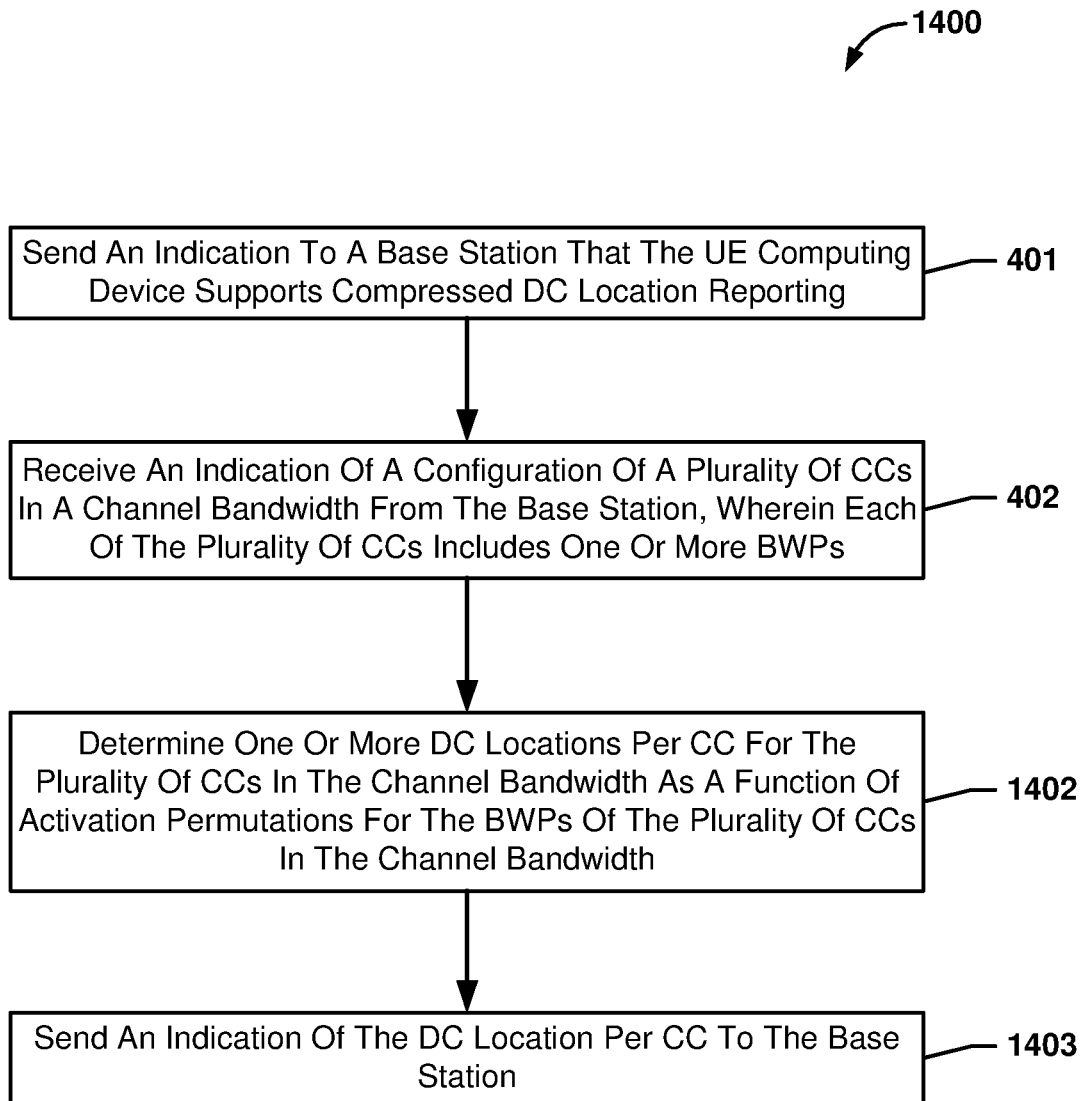 1400
Send An Indication To A Base Station That The UE Computing
Device Supports Compressed DC Location Reporting
401
Receive An Indication Of A Configuration Of A Plurality Of CCs
In A Channel Bandwidth From The Base Station, Wherein Each
Of The Plurality Of CCs Includes One Or More BWPs
402
Determine One Or More DC Locations Per CC For The
Plurality Of CCs In The Channel Bandwidth As A Function Of
Activation Permutations For The BWPs Of The Plurality Of CCs
In The Channel Bandwidth
1402
Send An Indication Of The DC Location Per CC To The Base
Station
1403